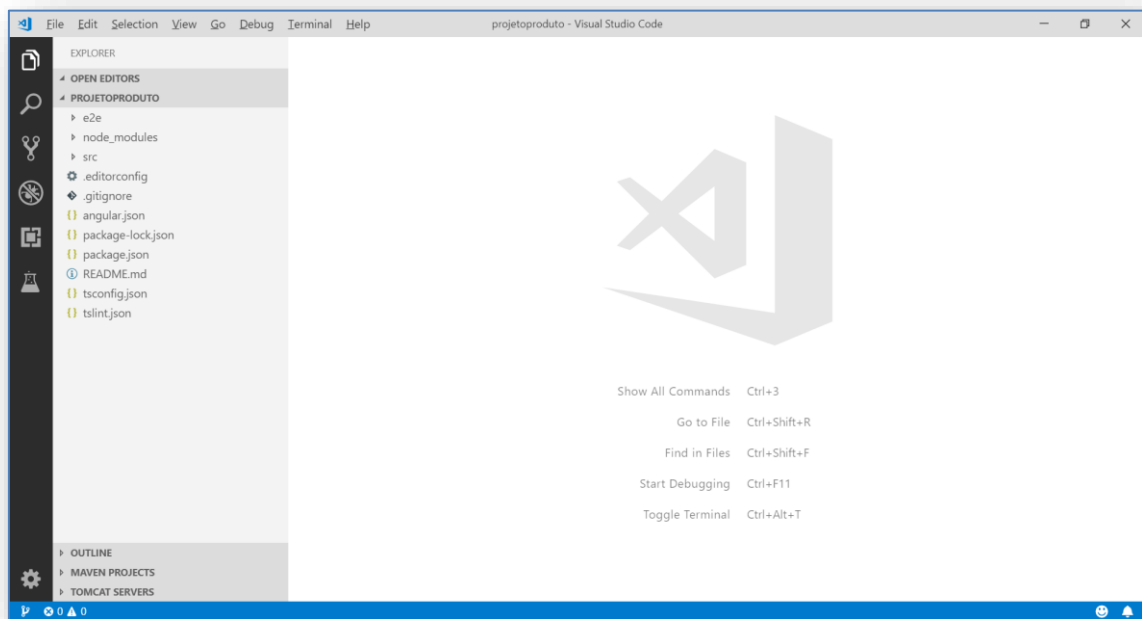 File Edit Selection View Go Debug Terminal Help projetoproduto - Visual Studio Code
EXPLORER
OPEN EDITORS
PROJETOPRODUTO
e2e
node_modules
src
.editorconfig
.gitignore
{} angular.json
{} package-lock.json
{} package.json
README.md
{} tsconfig.json
{} tslint.json
Show All Commands Ctrl+3
Go to File Ctrl+Shift+R
Find in Files Ctrl+Shift+F
Start Debugging Ctrl+F11
Toggle Terminal Ctrl+Alt+T
OUTLINE
MAVEN PROJECTS
TOMCAT SERVERS
0 0